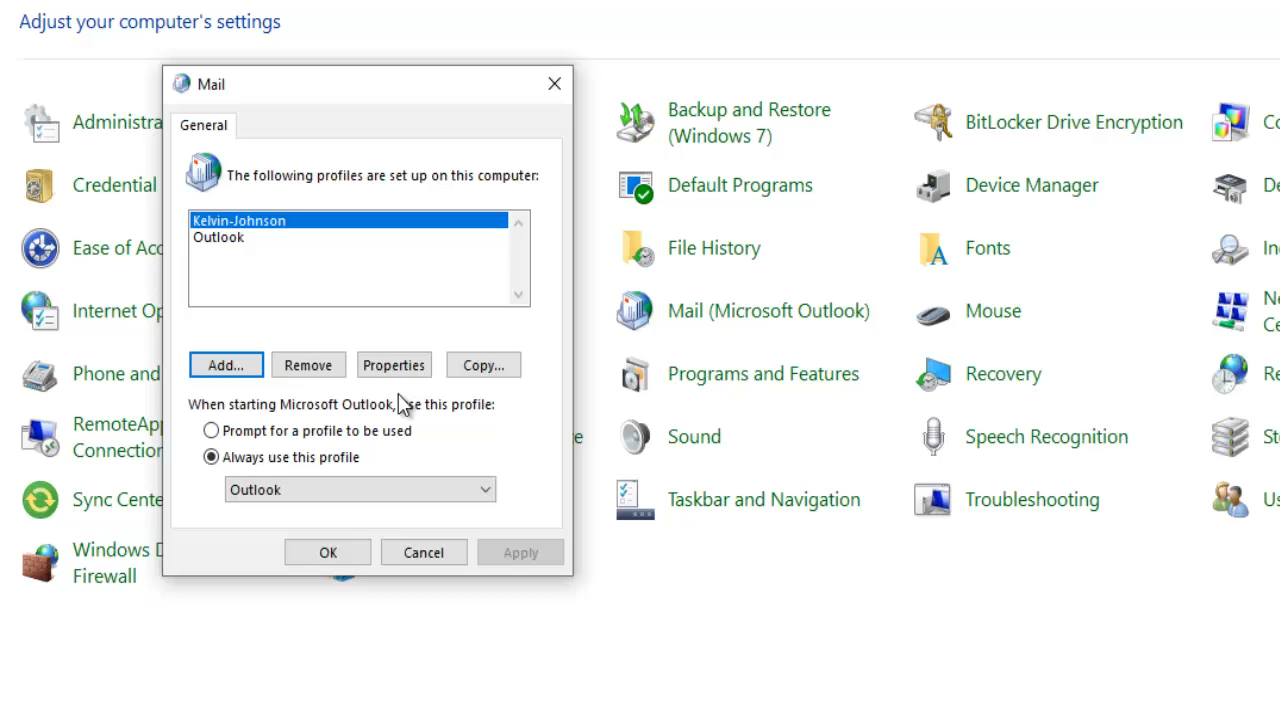 Adjust your computer's settings
Mail
General
The following profiles are set up on this computer:
Kelvin-Johnson
Outlook
Add...
Remove
Properties
Copy...
When starting Microsoft Outlook, use this profile:
Prompt for a profile to be used
Always use this profile
Outlook
OK
Cancel
Apply
Administra
Credential
Ease of Acc
Internet Op
Phone and
RemoteApp
Connection
Sync Cente
Windows D
Firewall
Backup and Restore
(Windows 7)
Default Programs
File History
Mail (Microsoft Outlook)
Programs and Features
Sound
Taskbar and Navigation
BitLocker Drive Encryption
Device Manager
Fonts
Mouse
Recovery
Speech Recognition
Troubleshooting